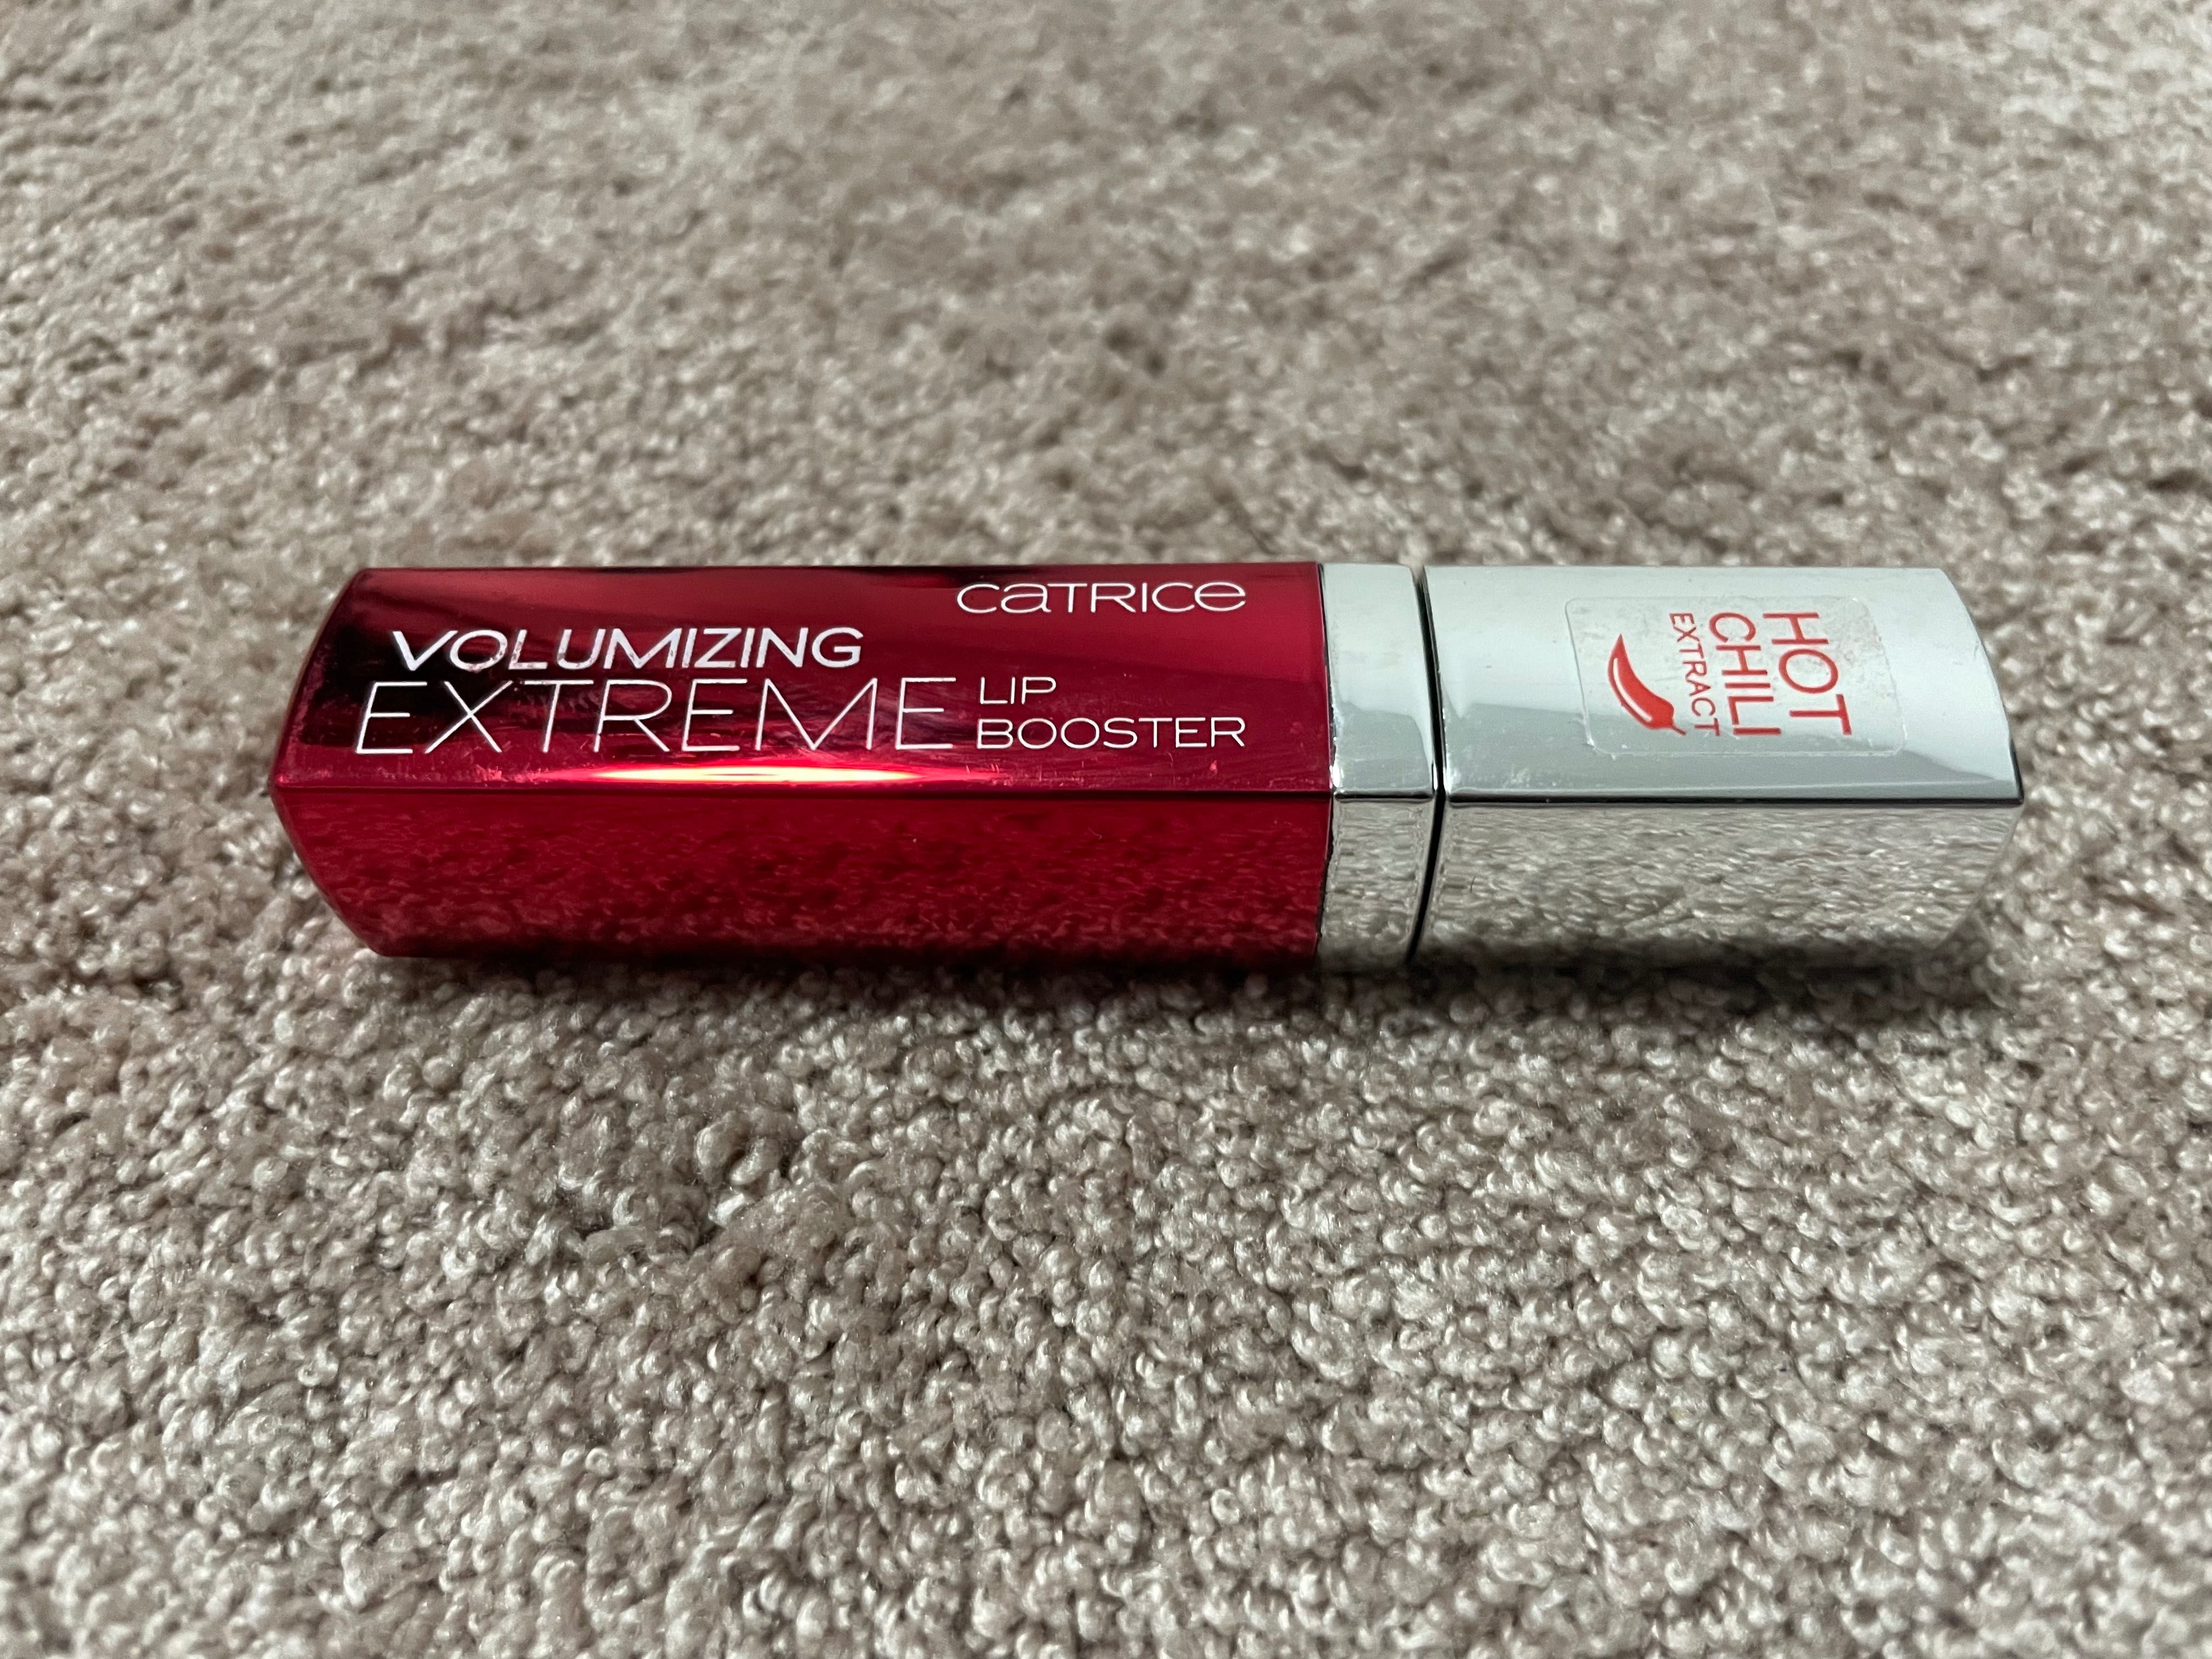 CATRICE
VOLUMIZING
EXTREME LIP
BOOSTER
HOT
CHILI
EXTRACT